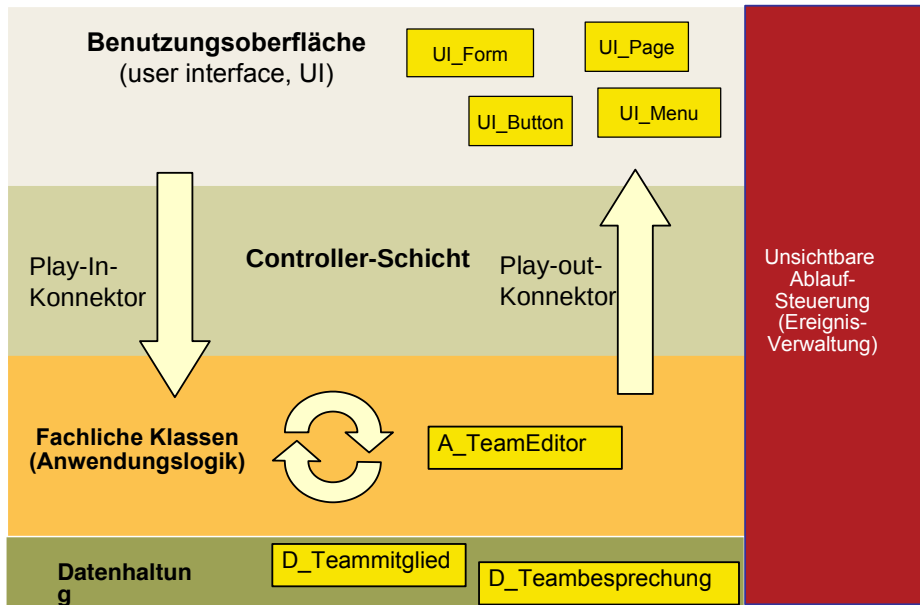 Benutzungsoberfläche
(user interface, UI)
UI_Form
UI_Page
UI_Button
UI_Menu
Play-In-
Konnektor
Controller-Schicht
Play-out-
Konnektor
Unsichtbare
Ablauf-
Steuerung
(Ereignis-
Verwaltung)
Fachliche Klassen
(Anwendungslogik)
A_TeamEditor
Datenhaltun
g
D_Teammitglied
D_Teambesprechung